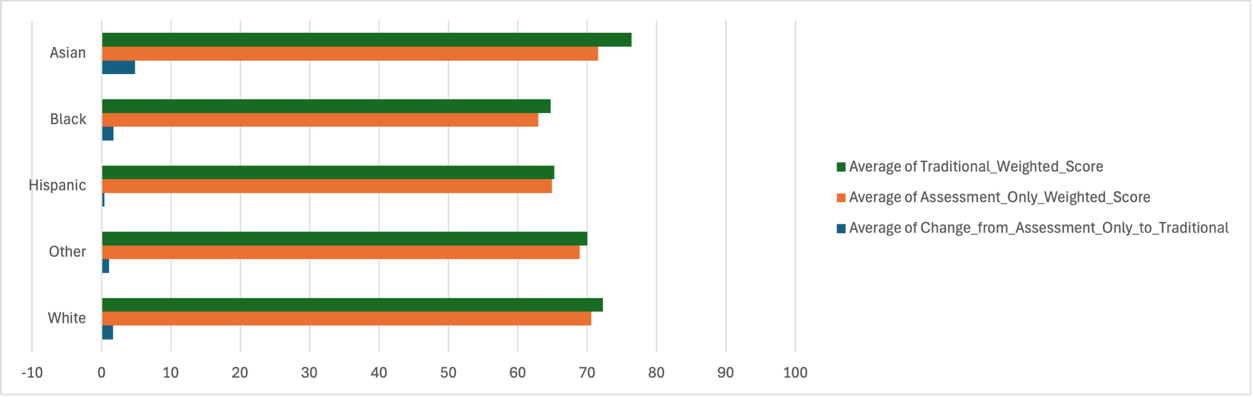 Asian
Black
Hispanic
Other
White
-10 0 10 20 30 40 50 60 70 80 90 100
Average of Traditional_Weighted_Score
Average of Assessment_Only_Weighted_Score
Average of Change_from_Assessment_Only_to_Traditional